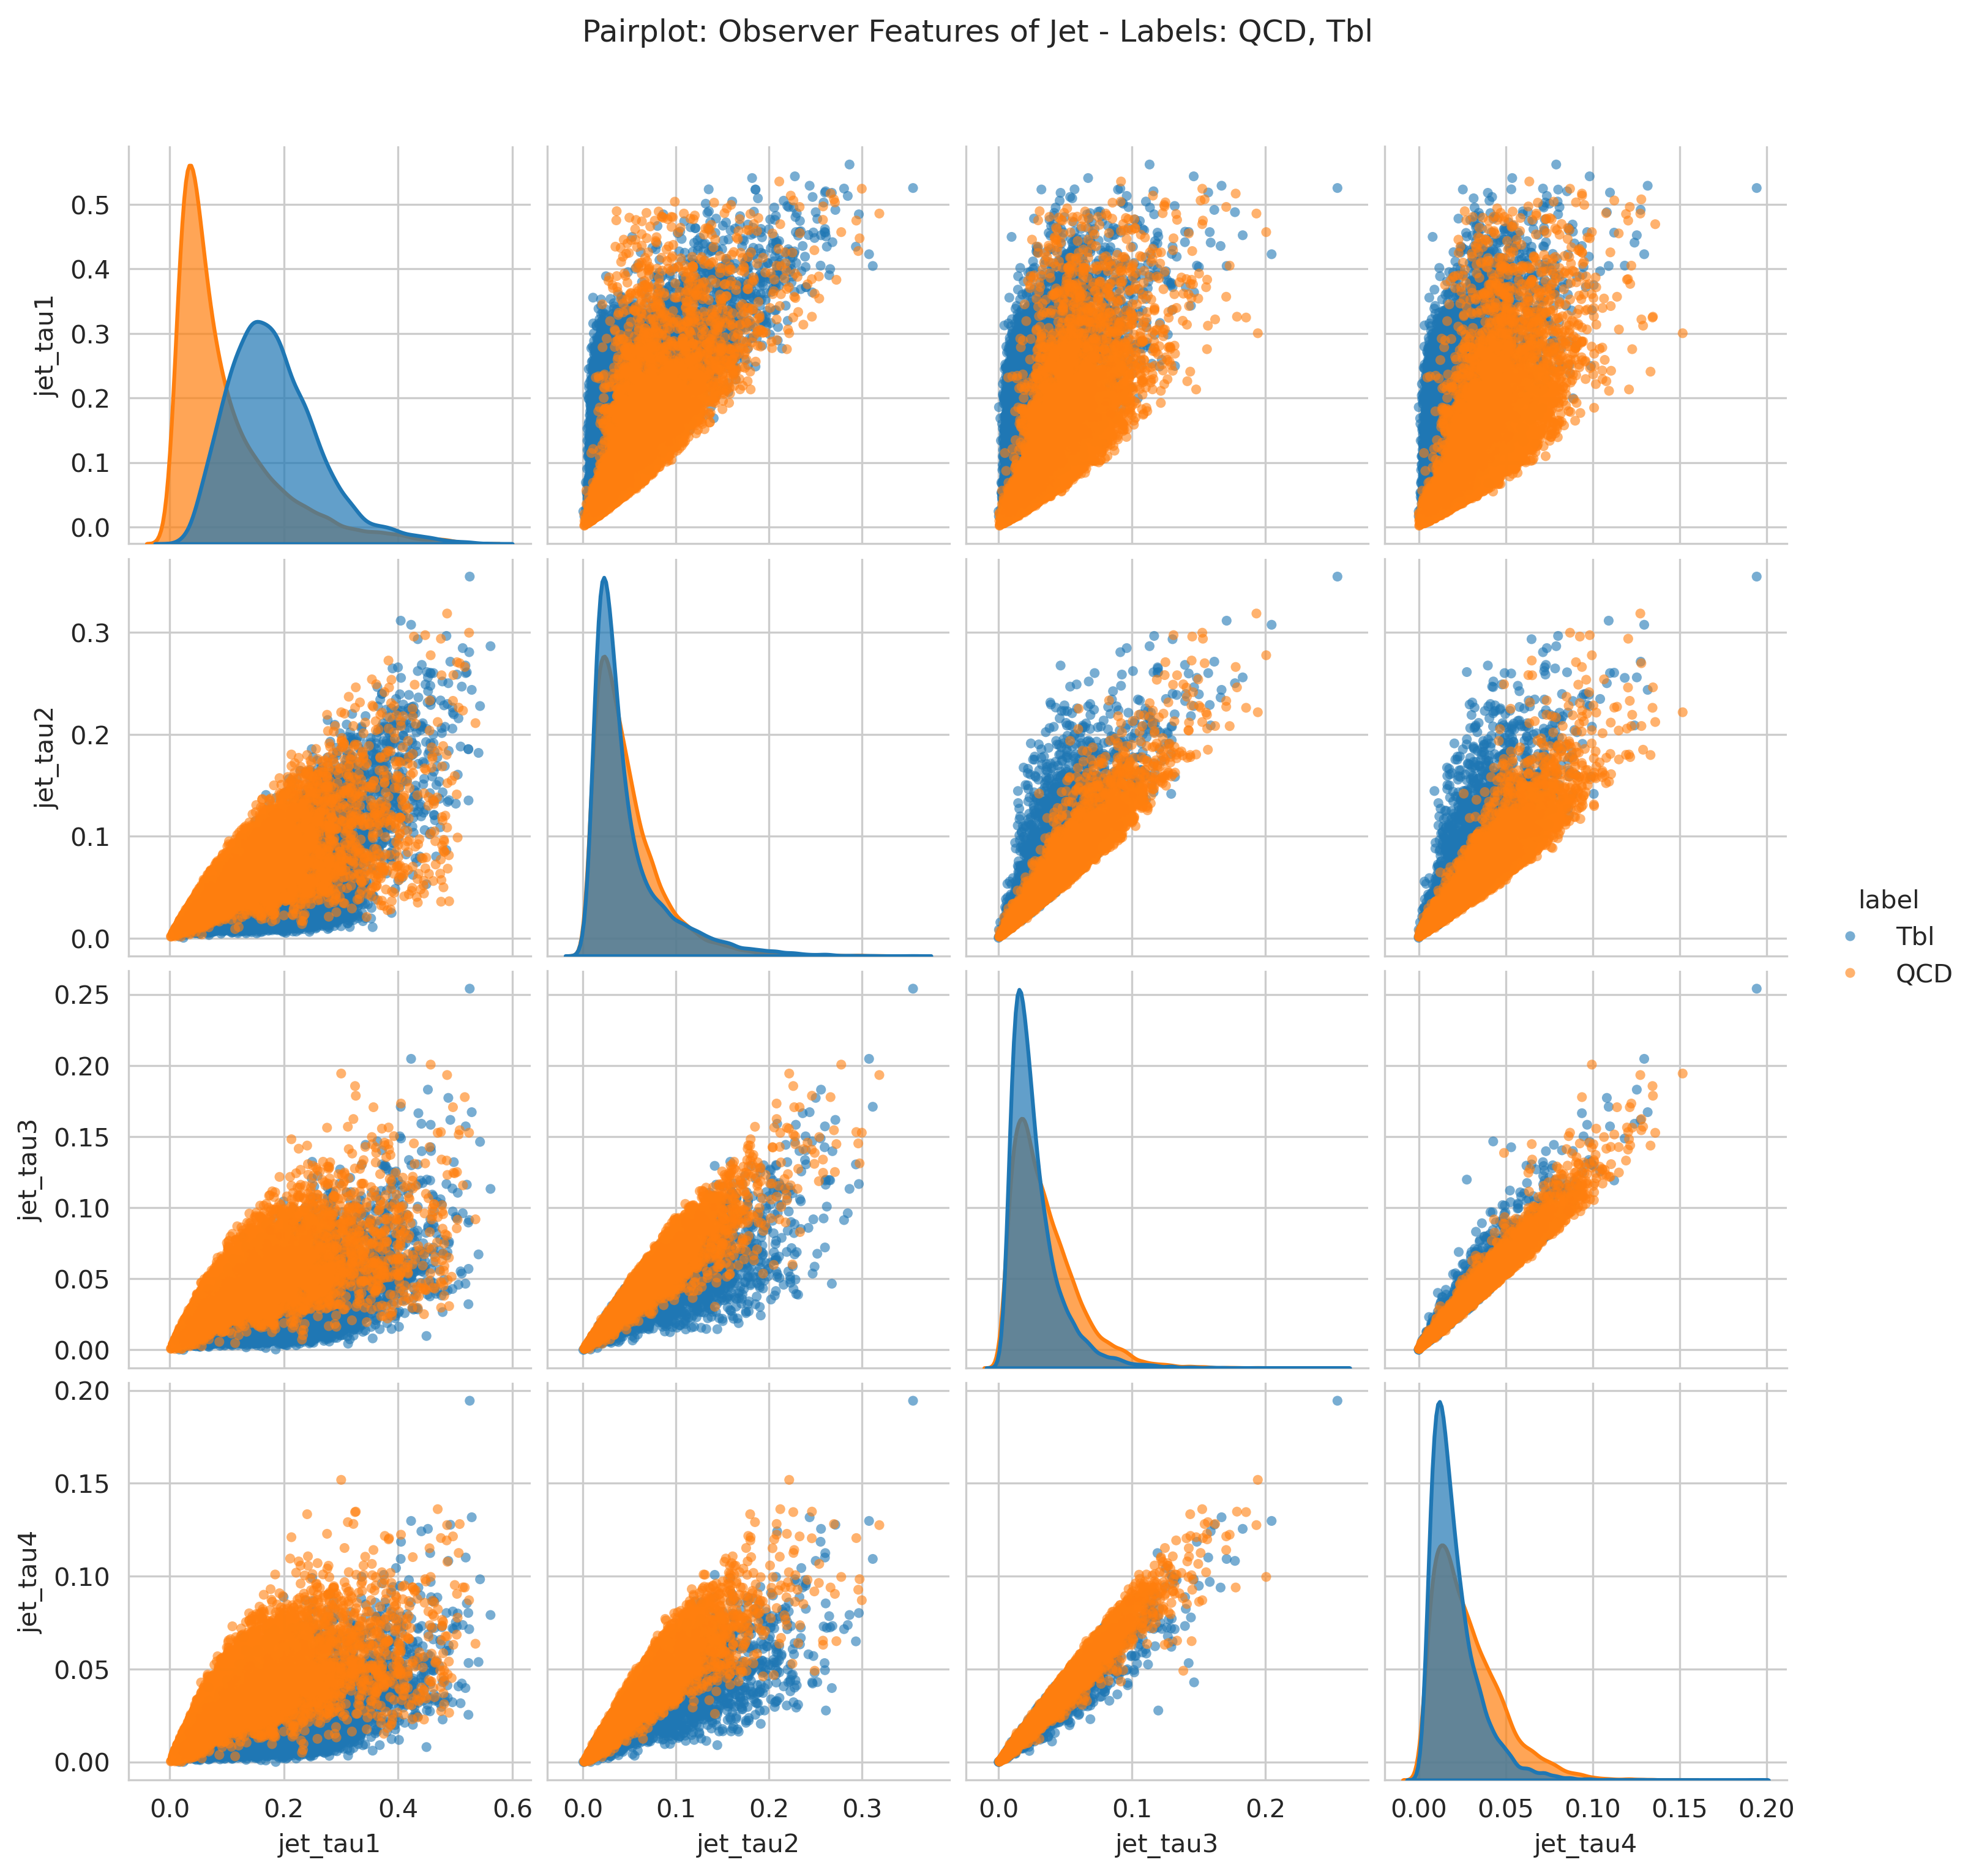 Pairplot: Observer Features of Jet - Labels: QCD, Tbl
jet_tau1
0.5
0.4
0.3
0.2
0.1
0.0
jet_tau2
0.3
0.2
0.1
0.0
label
Tbl
QCD
jet_tau3
0.25
0.20
0.15
0.10
0.05
0.00
jet_tau4
0.20
0.15
0.10
0.05
0.00
0.0 0.2 0.4 0.6 0.0 0.1 0.2 0.3 0.0 0.1 0.2 0.00 0.05 0.10 0.15 0.20
jet_tau1 jet_tau2 jet_tau3 jet_tau4